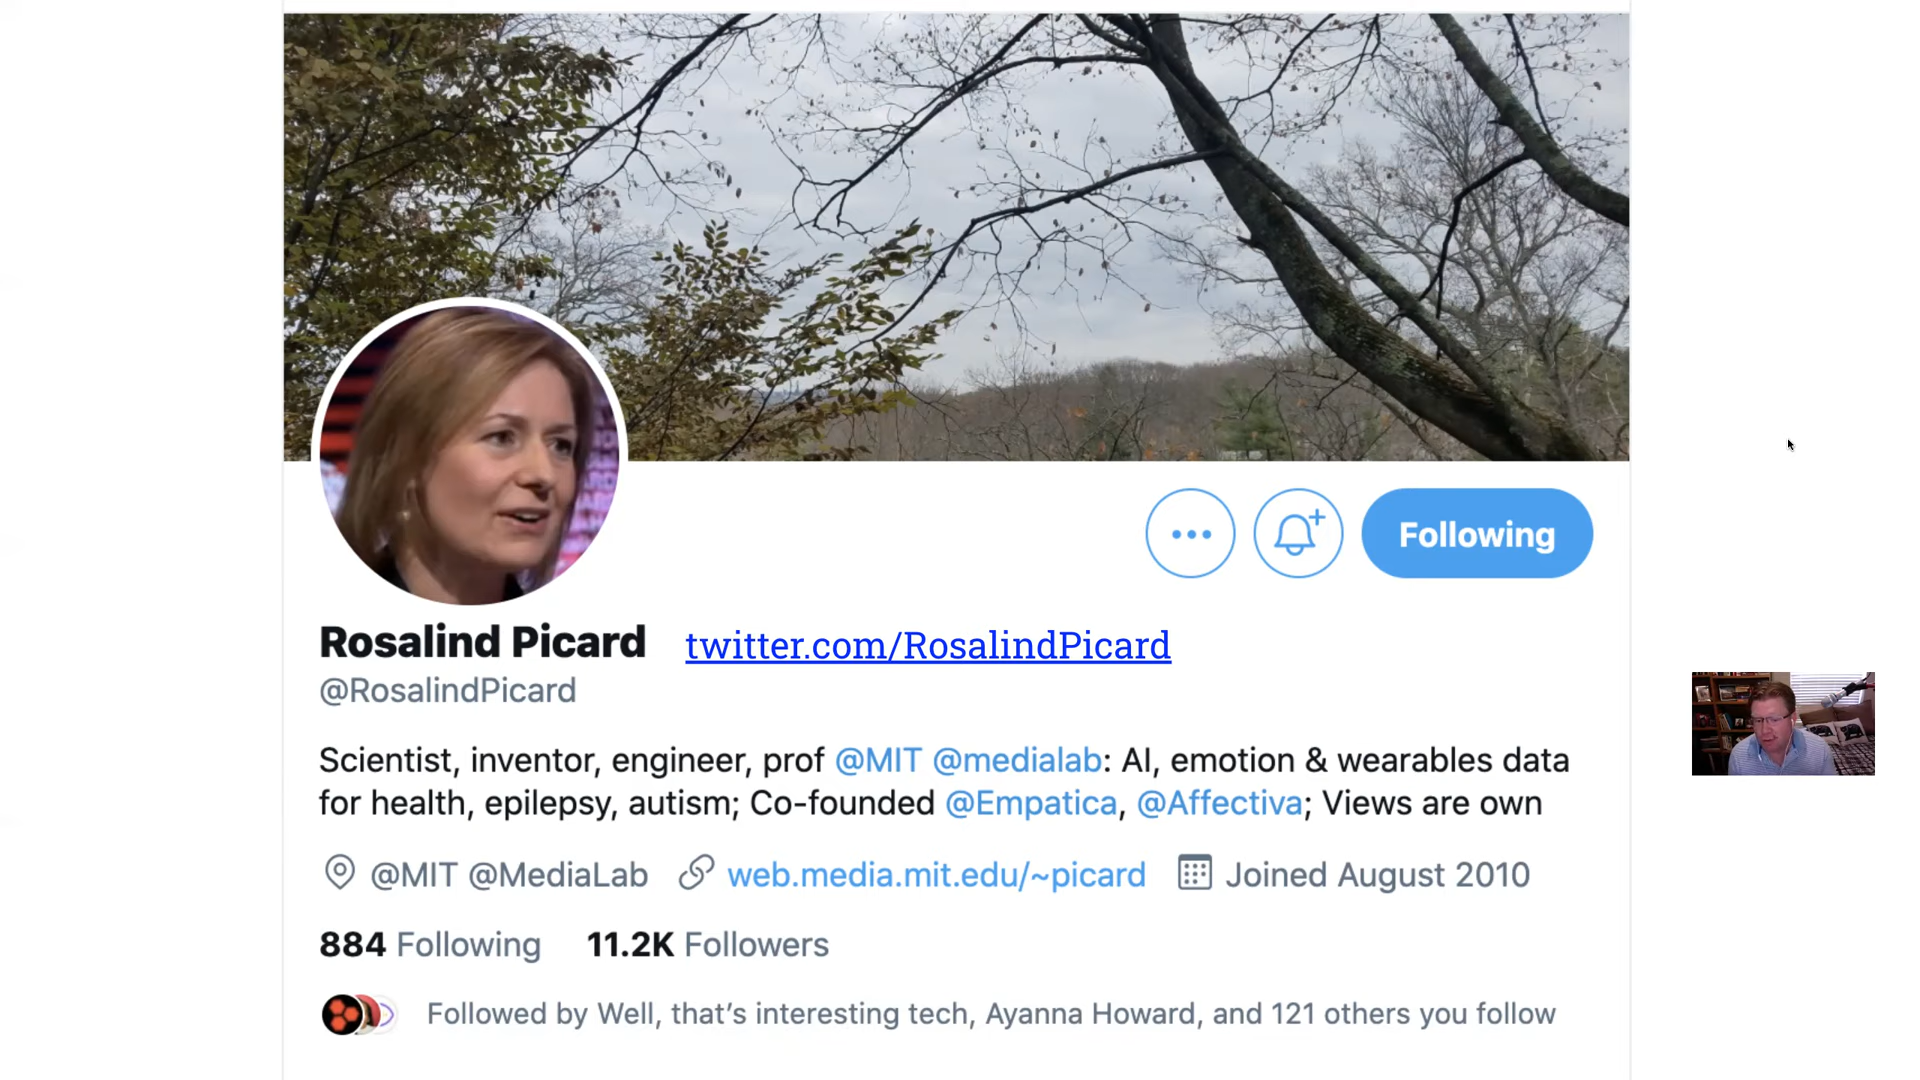 Following
Rosalind Picard twitter.com/RosalindPicard
@RosalindPicard
Scientist, inventor, engineer, prof @MIT @medialab: AI, emotion & wearables data
for health, epilepsy, autism; Co-founded @Empatica, @Affectiva; Views are own
@MIT @MediaLab web.media.mit.edu/~picard Joined August 2010
884 Following 11.2K Followers
Followed by Well, that’s interesting tech, Ayanna Howard, and 121 others you follow